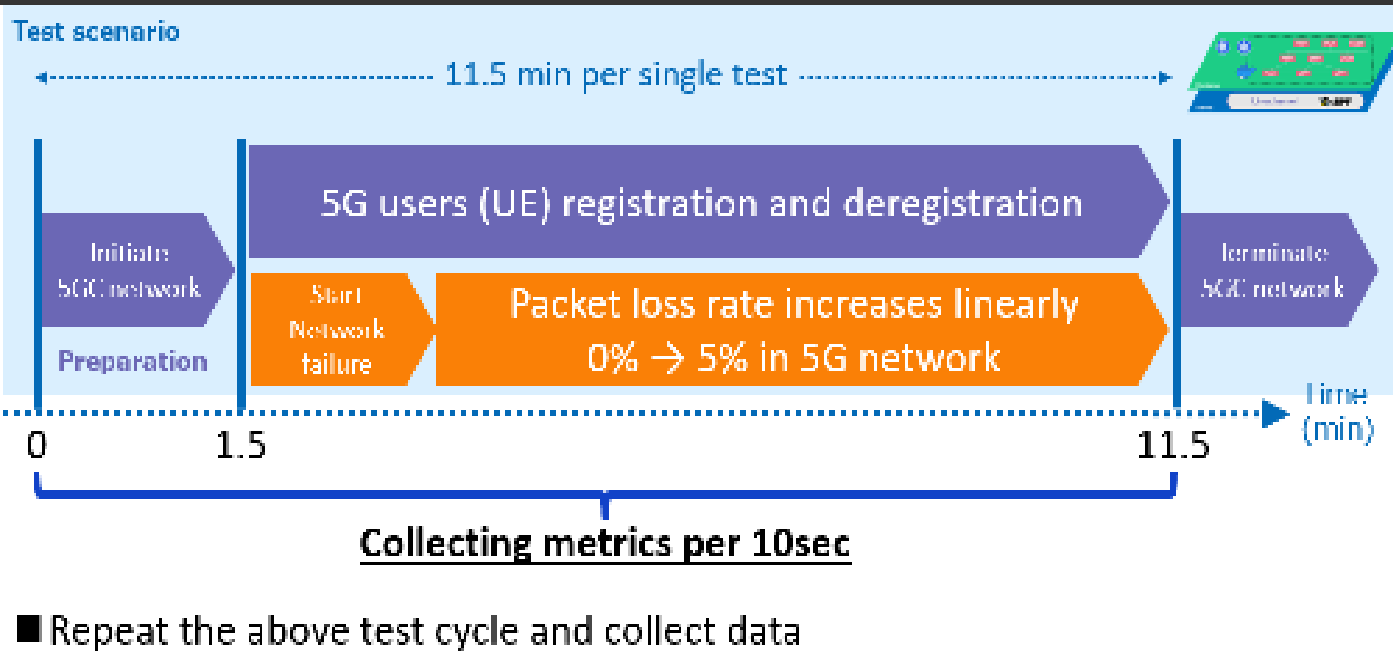 Test scenario
11.5 min per single test
5G users (UE) registration and deregistration
Initiate
5GC network
Preparation
Start
Network
failure
Packet loss rate increases linearly
0% → 5% in 5G network
Terminate
5GC network
Time
(min)
0
1.5
11.5
Collecting metrics per 10sec
■ Repeat the above test cycle and collect data